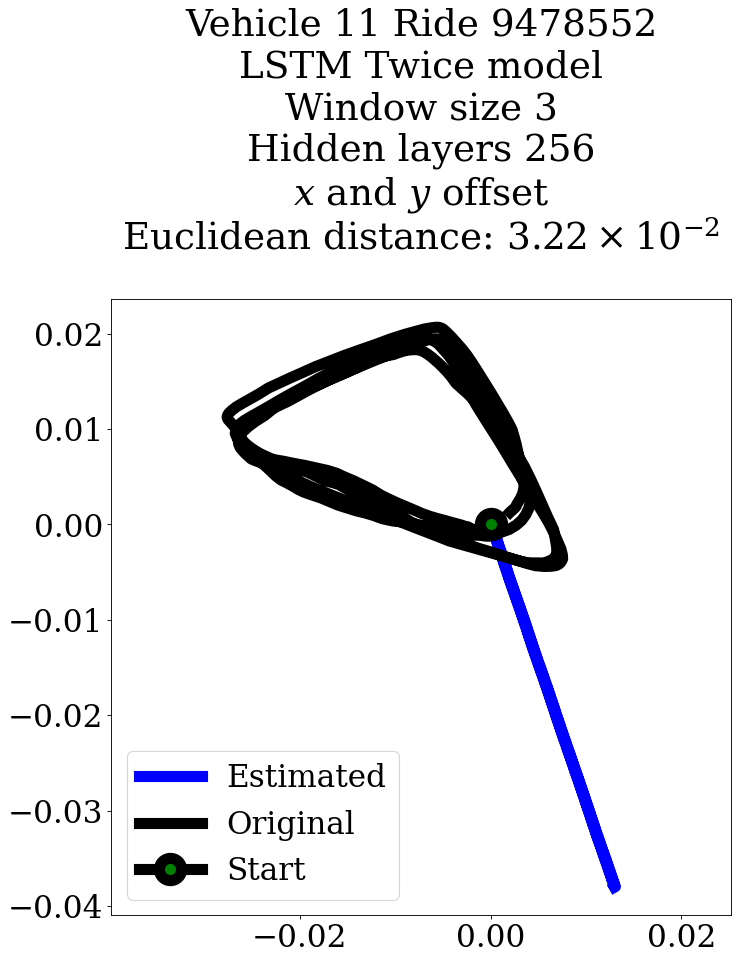 Vehicle 11 Ride 9478552
LSTM Twice model
Window size 3
Hidden layers 256
x and y offset
Euclidean distance: 3.22 × 10⁻²
0.02
0.01
0.00
−0.01
−0.02
−0.03
−0.04
Estimated
Original
Start
−0.02 0.00 0.02